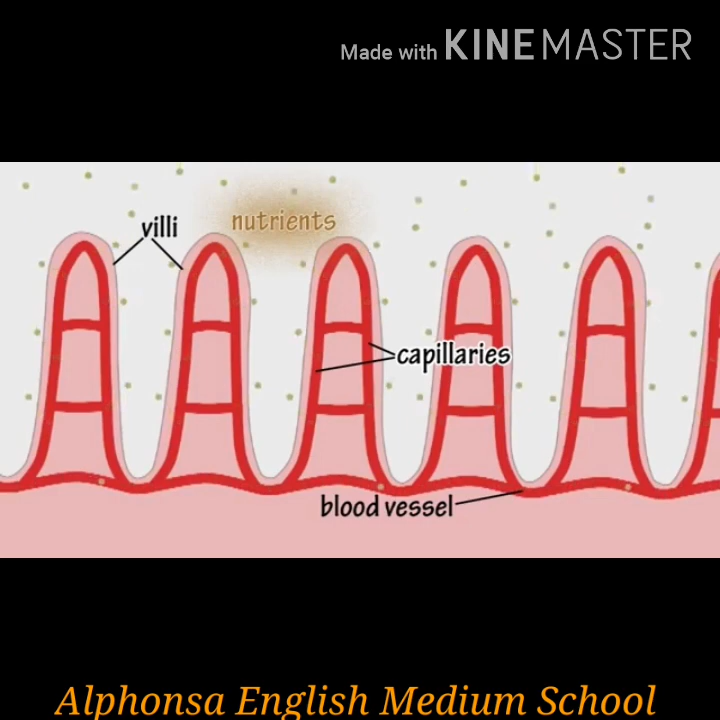 Made with KINEMASTER
villi
nutrients
capillaries
blood vessel
Alphonsa English Medium School